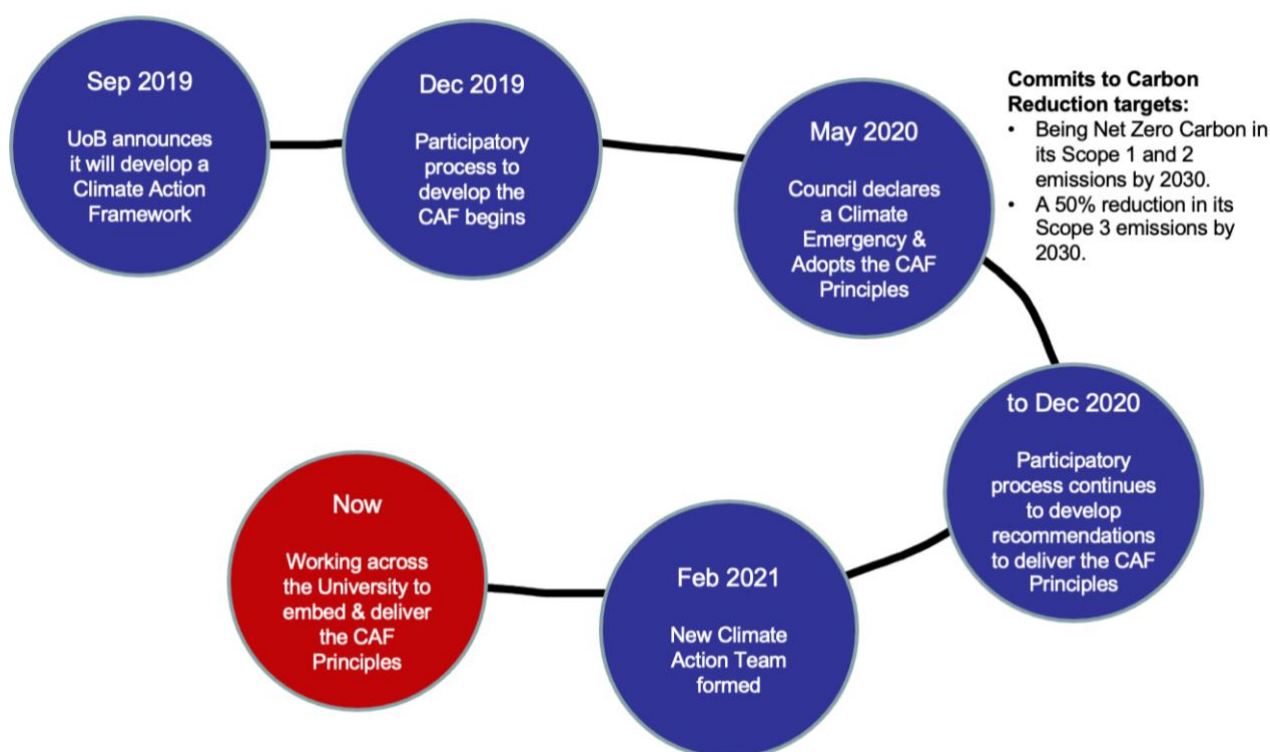 Sep 2019
UoB announces
it will develop a
Climate Action
Framework
Dec 2019
Participatory
process to
develop the
CAF begins
May 2020
Council declares
a Climate
Emergency &
Adopts the CAF
Principles
Commits to Carbon
Reduction targets:
• Being Net Zero Carbon in
its Scope 1 and 2
emissions by 2030.
• A 50% reduction in its
Scope 3 emissions by
2030.
to Dec 2020
Participatory
process continues
to develop
recommendations
to deliver the CAF
Principles
Feb 2021
New Climate
Action Team
formed
Now
Working across
the University to
embed & deliver
the CAF
Principles